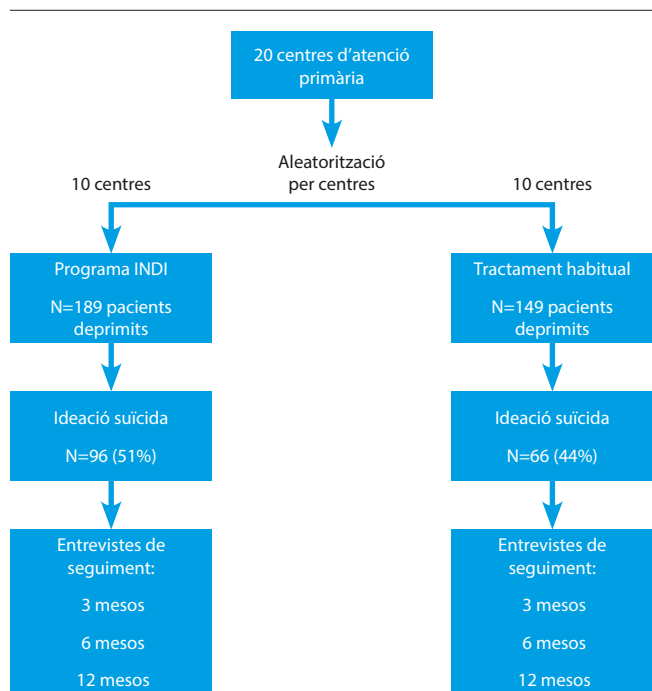 20 centres d'atenció
primària
Aleatorització
per centres
10 centres
10 centres
Programa INDI
N=189 pacients
deprimits
Tractament habitual
N=149 pacients
deprimits
Ideació suïcida
N=96 (51%)
Ideació suïcida
N=66 (44%)
Entrevistes de
seguiment:
3 mesos
6 mesos
12 mesos
Entrevistes de
seguiment:
3 mesos
6 mesos
12 mesos